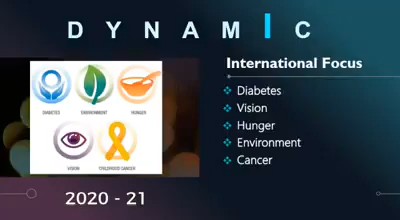 DYNAMIC
International Focus
Diabetes
Vision
Hunger
Environment
Cancer
DIABETES
ENVIRONMENT
HUNGER
VISION
CHILDHOOD CANCER
2020 - 21